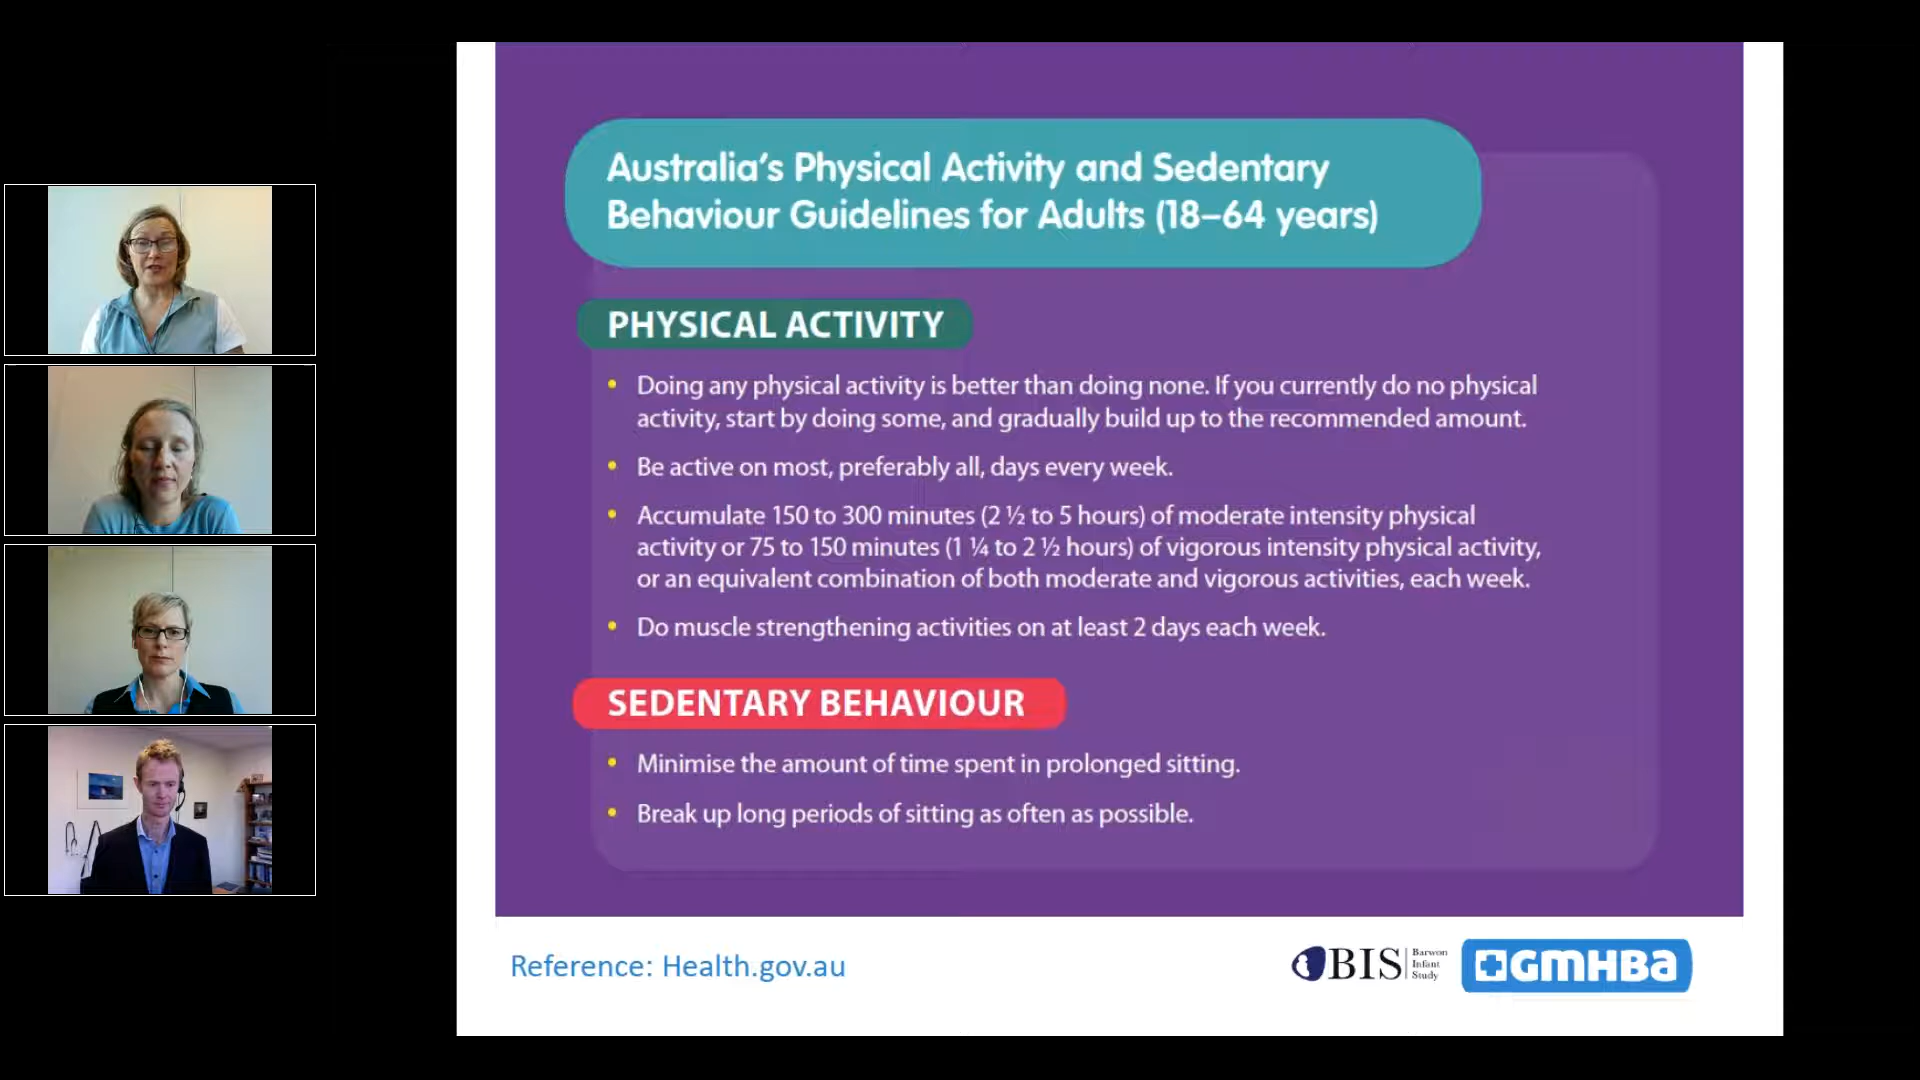 Australia's Physical Activity and Sedentary
Behaviour Guidelines for Adults (18–64 years)
PHYSICAL ACTIVITY
• Doing any physical activity is better than doing none. If you currently do no physical
activity, start by doing some, and gradually build up to the recommended amount.
• Be active on most, preferably all, days every week.
• Accumulate 150 to 300 minutes (2 ½ to 5 hours) of moderate intensity physical
activity or 75 to 150 minutes (1 ¼ to 2 ½ hours) of vigorous intensity physical activity,
or an equivalent combination of both moderate and vigorous activities, each week.
• Do muscle strengthening activities on at least 2 days each week.
SEDENTARY BEHAVIOUR
• Minimise the amount of time spent in prolonged sitting.
• Break up long periods of sitting as often as possible.
Reference: Health.gov.au
BIS
Barwon
Infant
Study
GMHBa